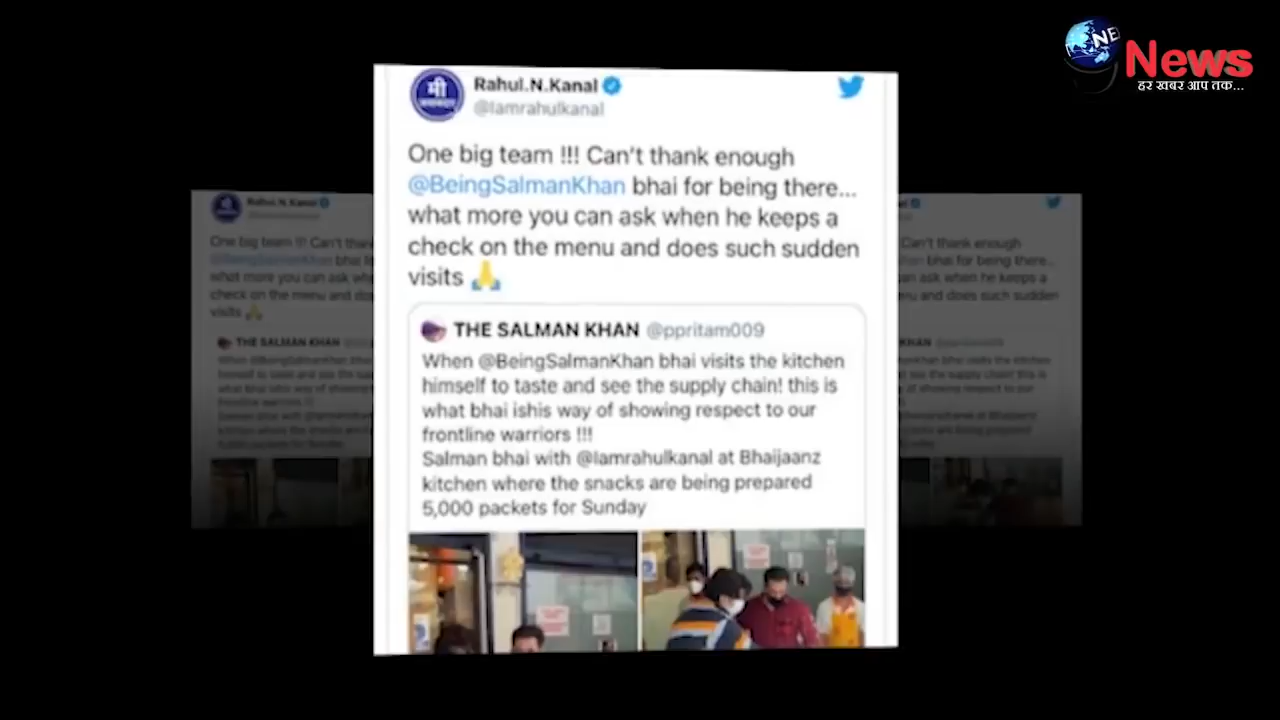 NE
News
हर खबर आप तक...
मी
Rahul.N.Kanal
@Iamrahulkanal
One big team !!! Can't thank enough
@BeingSalmanKhan bhai for being there...
what more you can ask when he keeps a
check on the menu and does such sudden
visits 🙏
THE SALMAN KHAN @ppritam009
When @BeingSalmanKhan bhai visits the kitchen
himself to taste and see the supply chain! this is
what bhai ishis way of showing respect to our
frontline warriors !!!
Salman bhai with @Iamrahulkanal at Bhaijaanz
kitchen where the snacks are being prepared
5,000 packets for Sunday